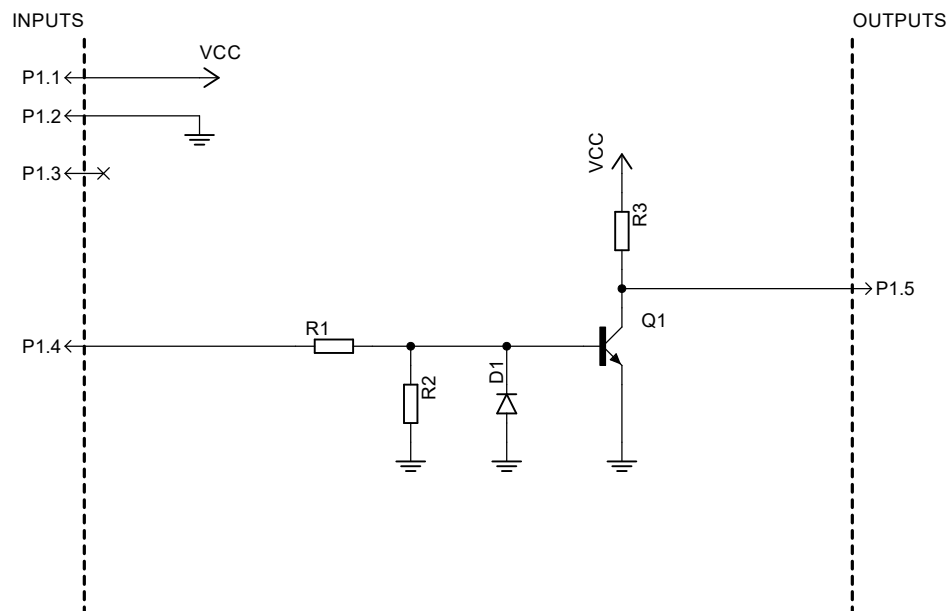 INPUTS
OUTPUTS
VCC
P1.1
P1.2
P1.3
VCC
R3
P1.5
Q1
R1
P1.4
D1
R2